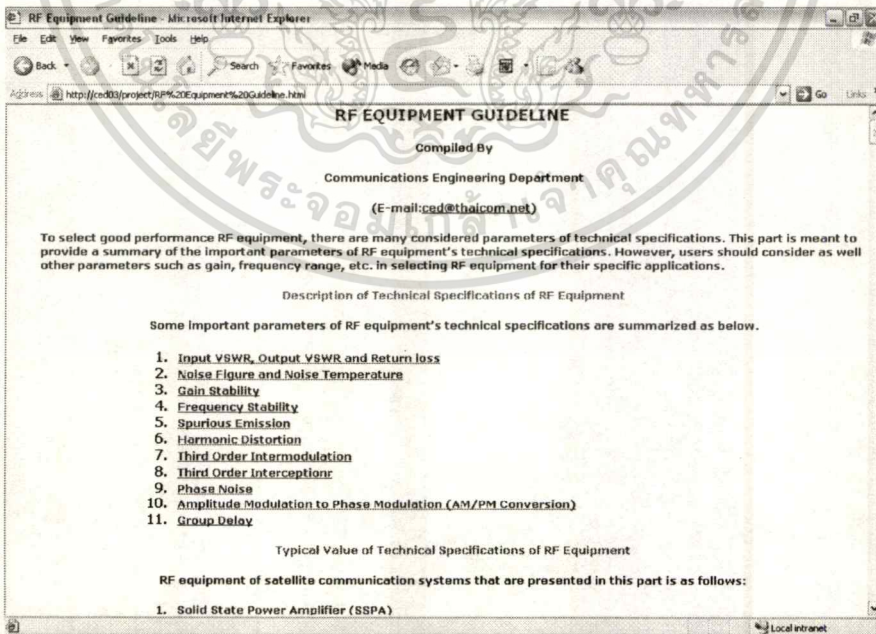 RF Equipment Guideline - Microsoft Internet Explorer
File Edit View Favorites Tools Help
Back Search Favorites Media
Address http://ced03/project/RF%20Equipment%20Guideline.html Go Links
RF EQUIPMENT GUIDELINE
Compiled By
Communications Engineering Department
(E-mail:ced@thaicom.net)
To select good performance RF equipment, there are many considered parameters of technical specifications. This part is meant to
provide a summary of the important parameters of RF equipment's technical specifications. However, users should consider as well
other parameters such as gain, frequency range, etc. in selecting RF equipment for their specific applications.
Description of Technical Specifications of RF Equipment
Some important parameters of RF equipment's technical specifications are summarized as below.
1. Input VSWR, Output VSWR and Return loss
2. Noise Figure and Noise Temperature
3. Gain Stability
4. Frequency Stability
5. Spurious Emission
6. Harmonic Distortion
7. Third Order Intermodulation
8. Third Order Interceptionr
9. Phase Noise
10. Amplitude Modulation to Phase Modulation (AM/PM Conversion)
11. Group Delay
Typical Value of Technical Specifications of RF Equipment
RF equipment of satellite communication systems that are presented in this part is as follows:
1. Solid State Power Amplifier (SSPA)
Local intranet